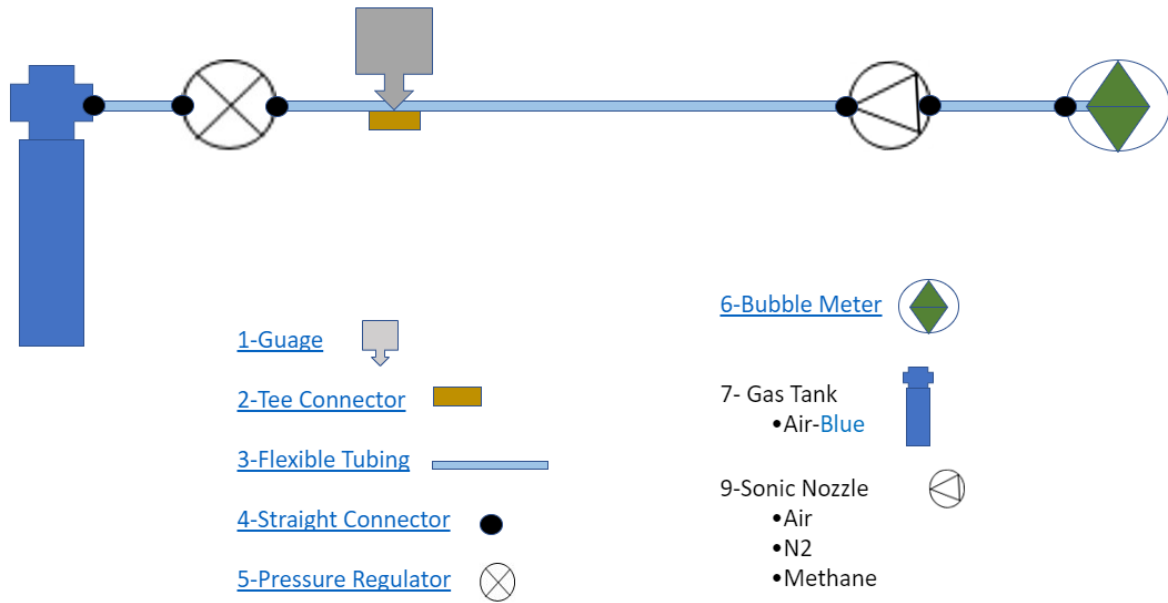 1-Guage
2-Tee Connector
3-Flexible Tubing
4-Straight Connector
5-Pressure Regulator
6-Bubble Meter
7- Gas Tank
•Air-Blue
9-Sonic Nozzle
•Air
•N2
•Methane